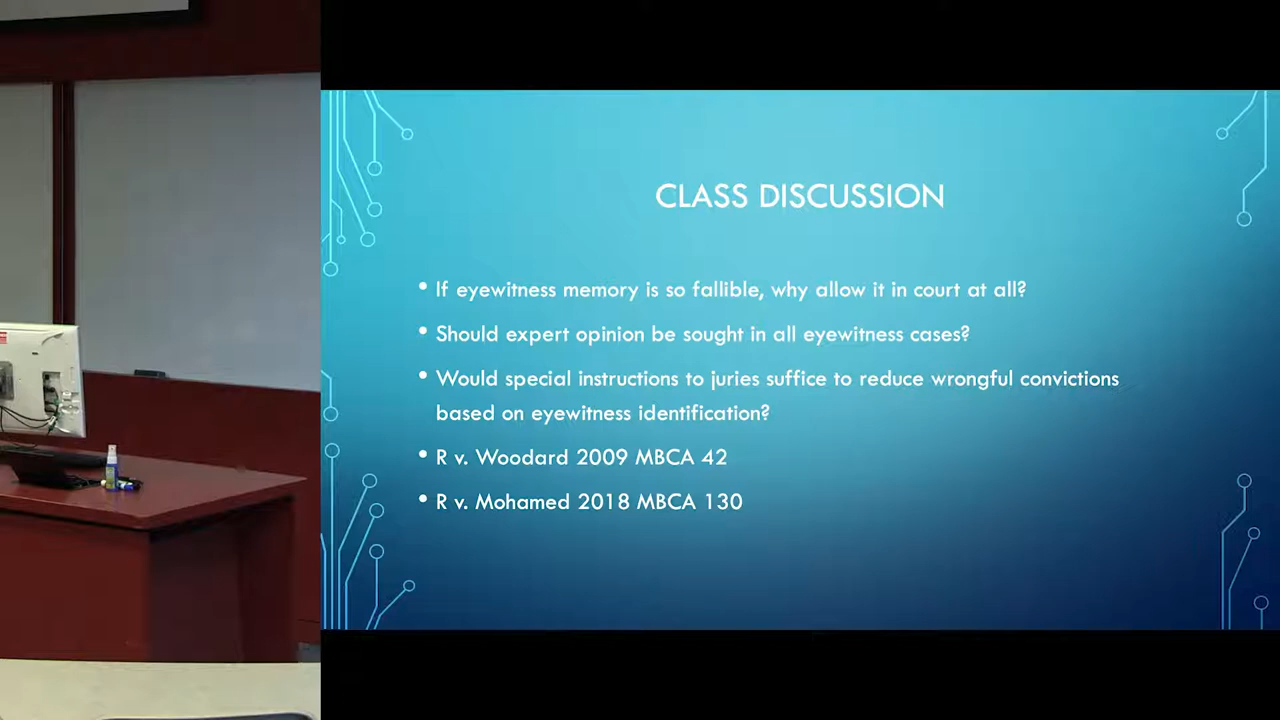 CLASS DISCUSSION
• If eyewitness memory is so fallible, why allow it in court at all?
• Should expert opinion be sought in all eyewitness cases?
• Would special instructions to juries suffice to reduce wrongful convictions
based on eyewitness identification?
• R v. Woodard 2009 MBCA 42
• R v. Mohamed 2018 MBCA 130